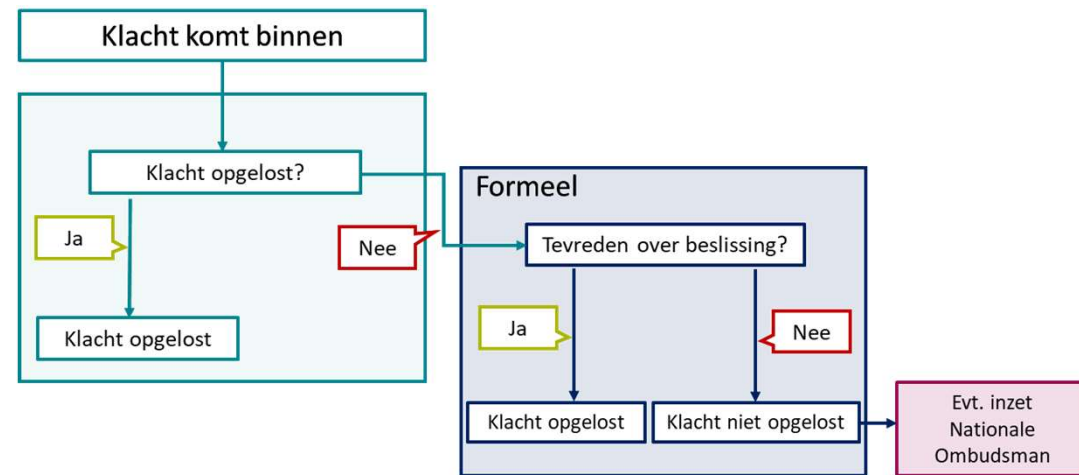 Klacht komt binnen
Klacht opgelost?
Ja
Nee
Klacht opgelost
Formeel
Tevreden over beslissing?
Ja
Nee
Klacht opgelost
Klacht niet opgelost
Evt. inzet
Nationale
Ombudsman